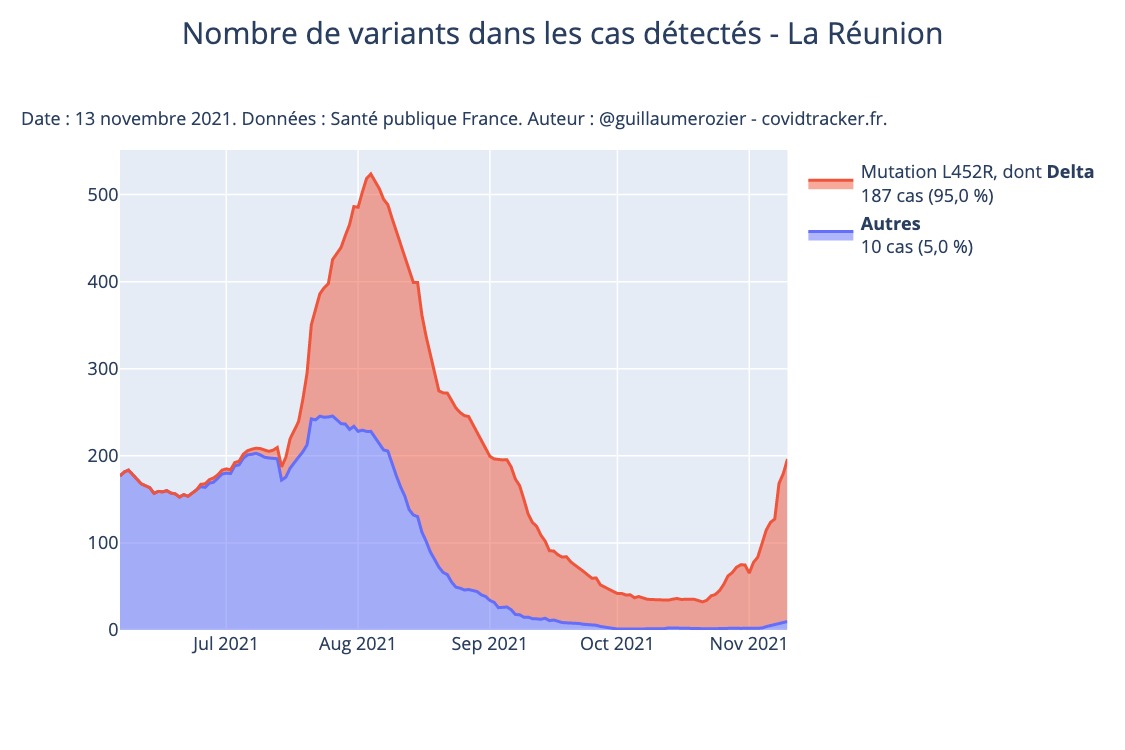 Nombre de variants dans les cas détectés - La Réunion
Date : 13 novembre 2021. Données : Santé publique France. Auteur : @guillaumerozier - covidtracker.fr.
Mutation L452R, dont Delta
187 cas (95,0 %)
Autres
10 cas (5,0 %)
500
400
300
200
100
0
Jul 2021 Aug 2021 Sep 2021 Oct 2021 Nov 2021